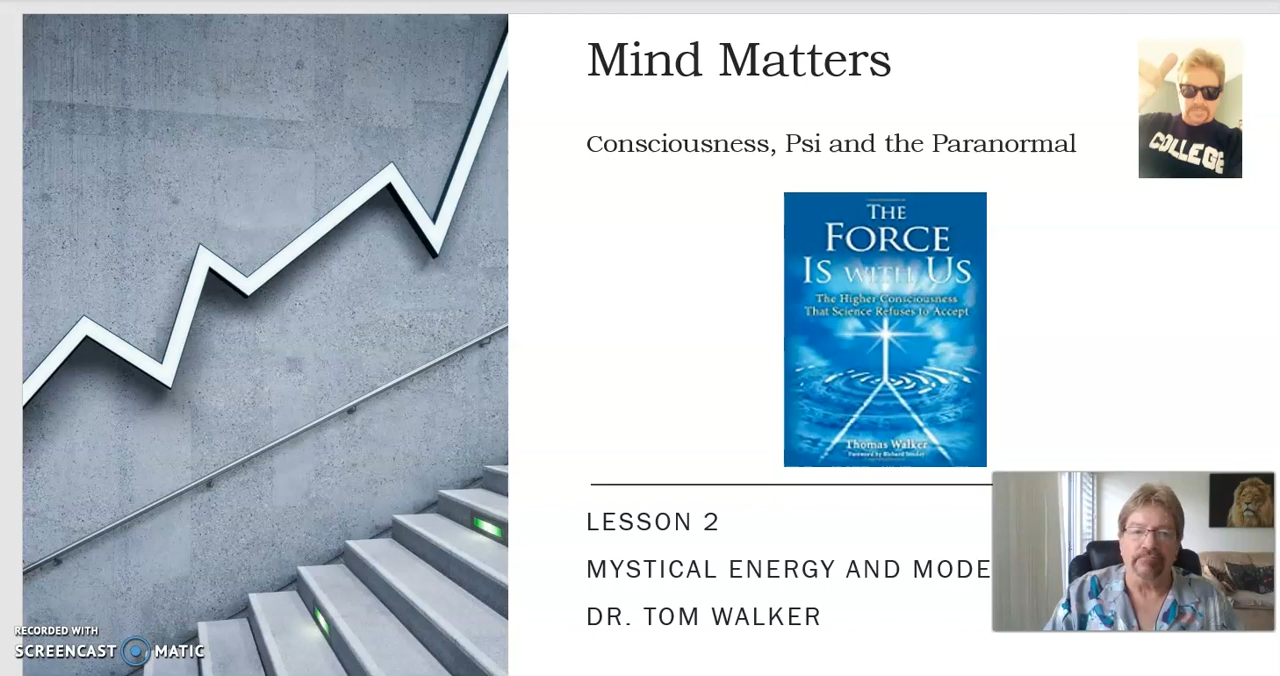 Mind Matters
Consciousness, Psi and the Paranormal
COLLEGE
THE
FORCE
IS WITH US
The Higher Consciousness
That Science Refuses to Accept
Thomas Walker
LESSON 2
MYSTICAL ENERGY AND MODE
DR. TOM WALKER
RECORDED WITH
SCREENCAST MATIC